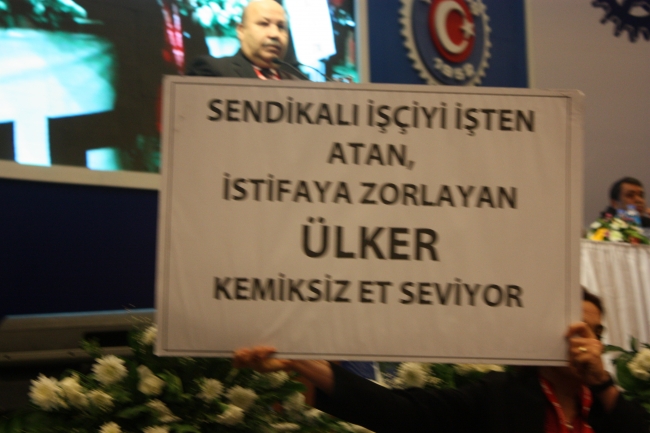 SENDİKALI İŞÇİYİ İŞTEN
ATAN,
İSTİFAYA ZORLAYAN
ÜLKER
KEMİKSİZ ET SEVİYOR